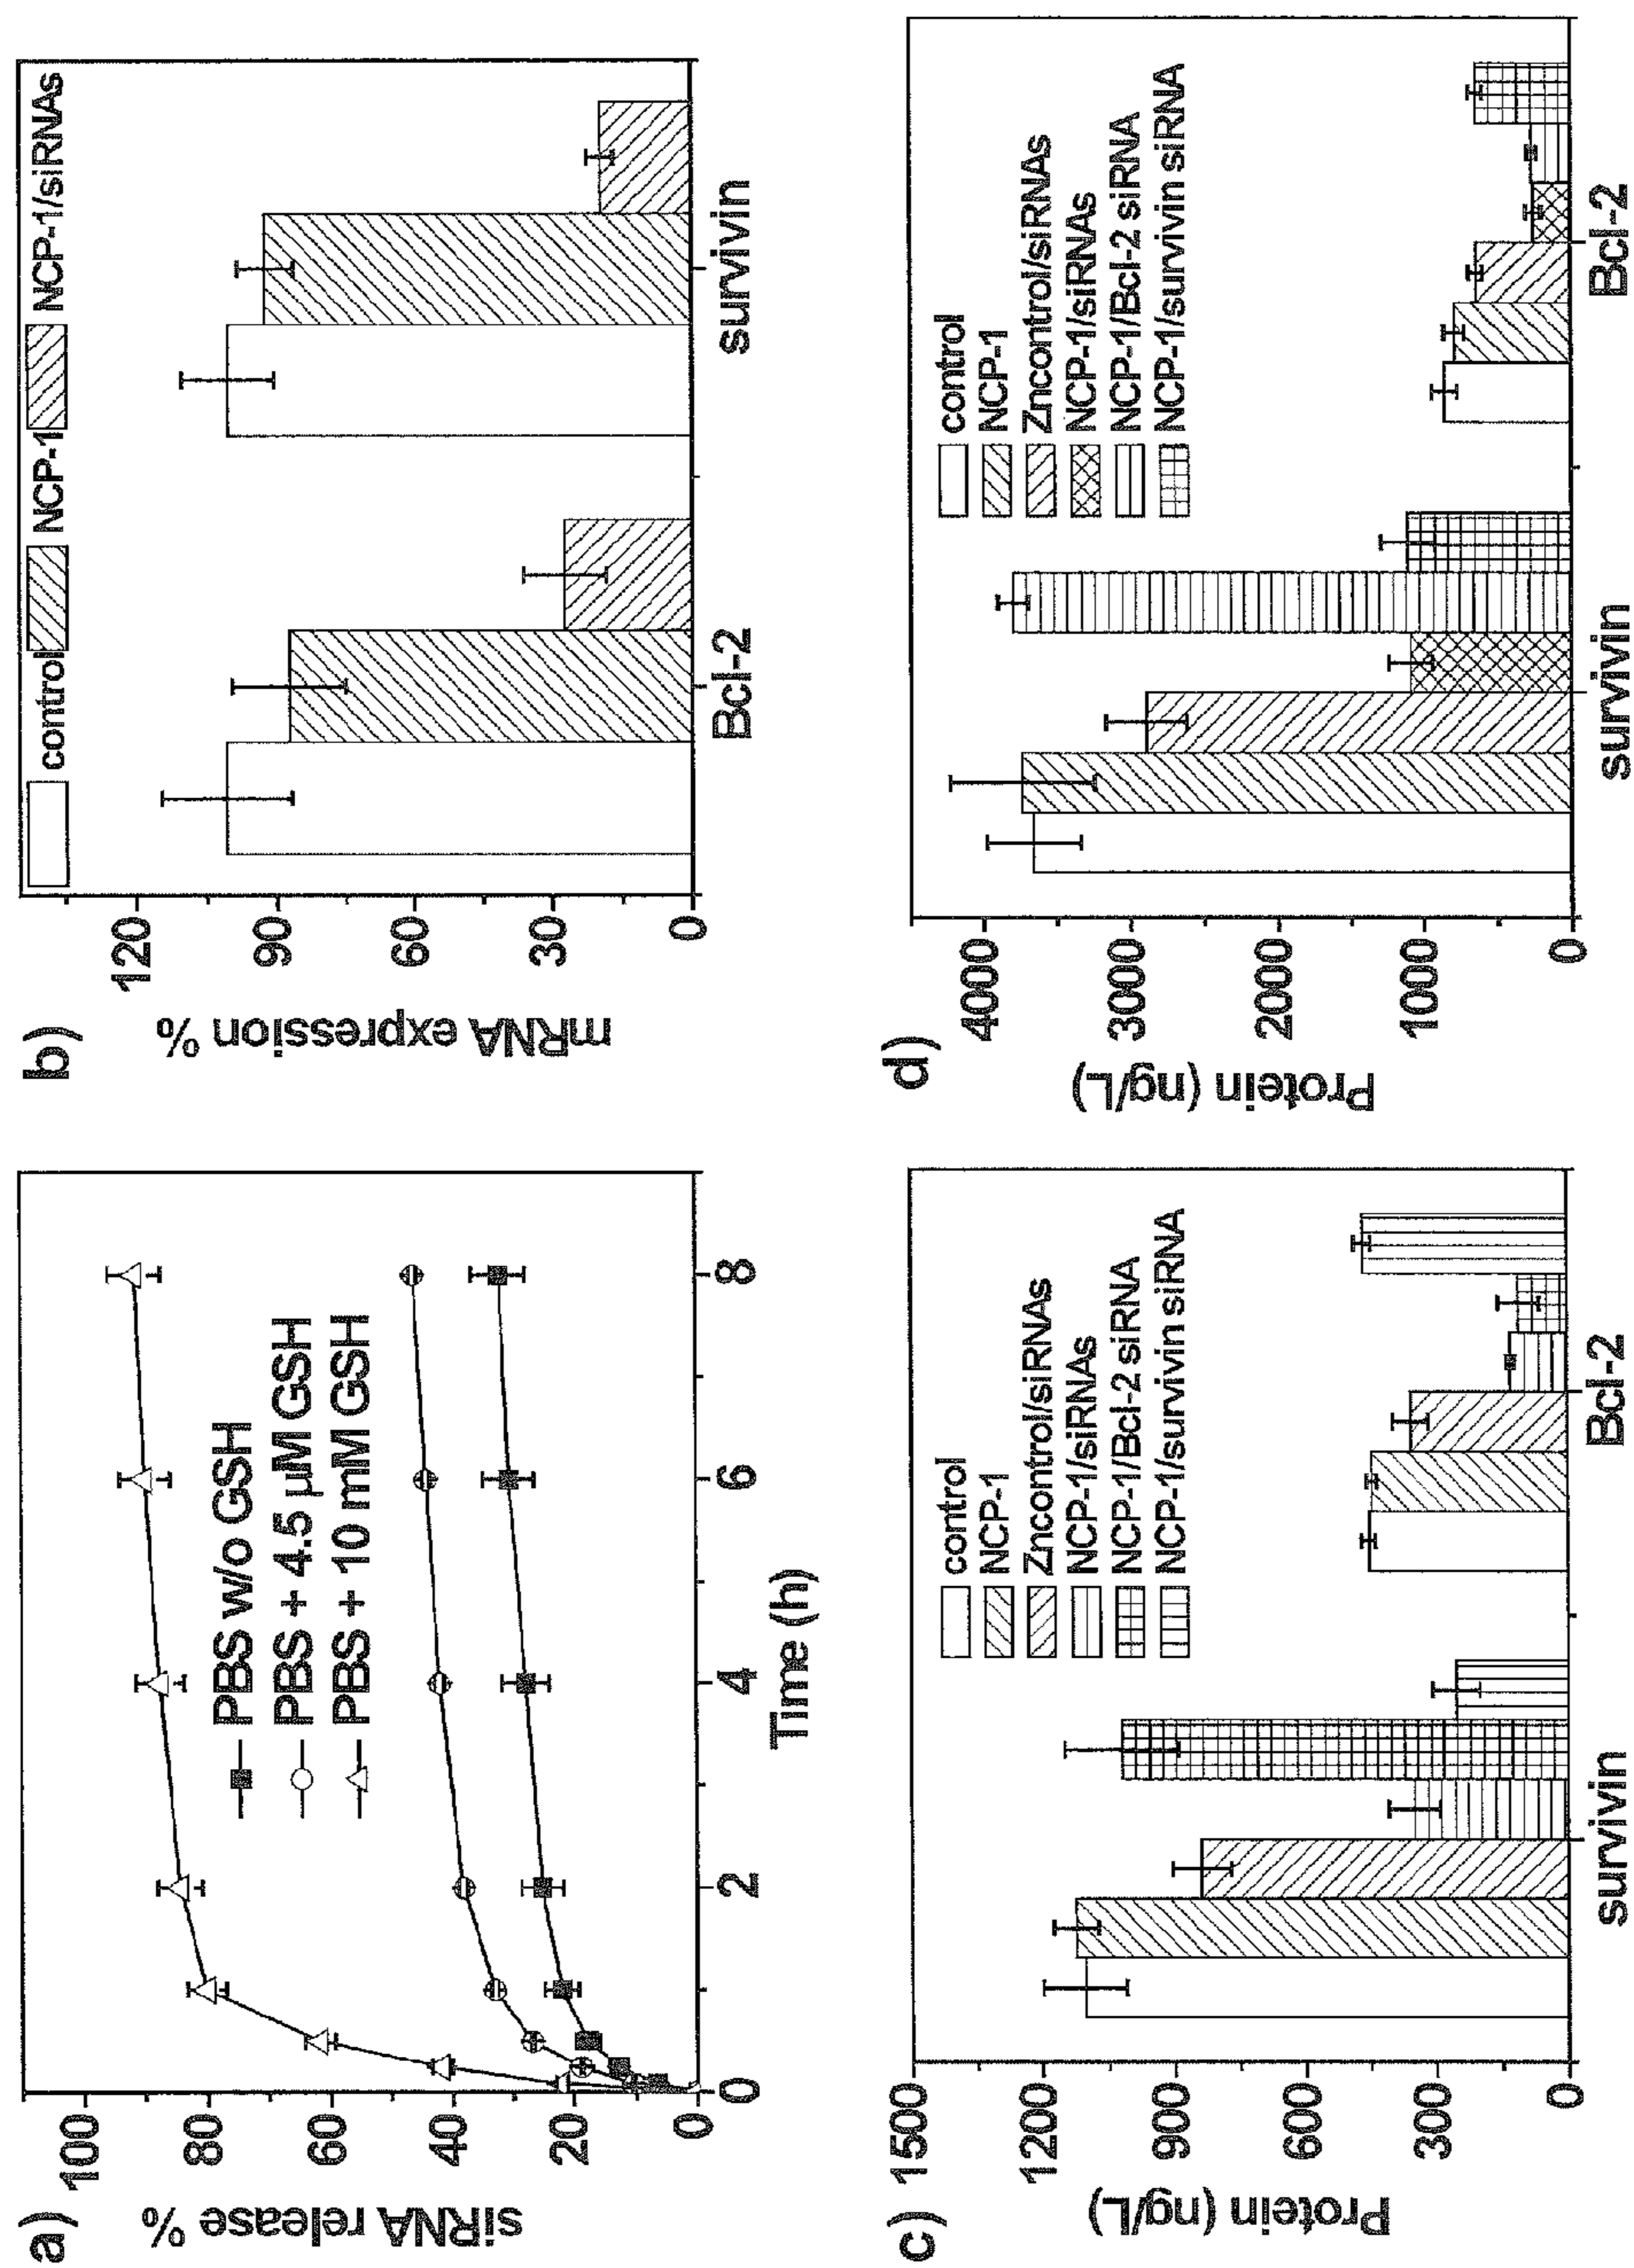 a)
siRNA release %
100
80
60
40
20
0
PBS w/o GSH
PBS + 4.5 µM GSH
PBS + 10 mM GSH
0 2 4 6 8
Time (h)
b)
mRNA expression %
120
90
60
30
0
control NCP-1 NCP-1/siRNAs
Bcl-2 survivin
c)
Protein (ng/L)
1500
1200
900
600
300
0
control
NCP-1
Zncontrol/siRNAs
NCP-1/siRNAs
NCP-1/Bcl-2 siRNA
NCP-1/survivin siRNA
survivin Bcl-2
d)
Protein (ng/L)
4000
3000
2000
1000
0
control
NCP-1
Zncontrol/siRNAs
NCP-1/siRNAs
NCP-1/Bcl-2 siRNA
NCP-1/survivin siRNA
survivin Bcl-2